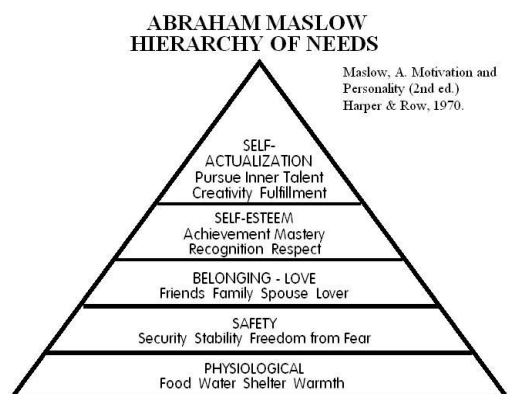 ABRAHAM MASLOW
HIERARCHY OF NEEDS
Maslow, A. Motivation and
Personality (2nd ed.)
Harper & Row, 1970.
SELF-
ACTUALIZATION
Pursue Inner Talent
Creativity Fulfillment
SELF-ESTEEM
Achievement Mastery
Recognition Respect
BELONGING - LOVE
Friends Family Spouse Lover
SAFETY
Security Stability Freedom from Fear
PHYSIOLOGICAL
Food Water Shelter Warmth